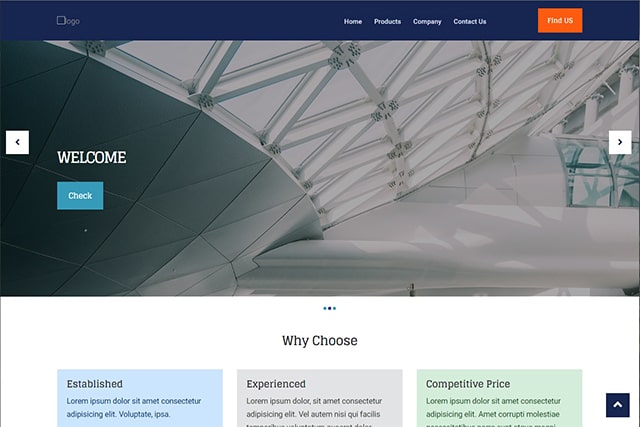 logo
Home Products Company Contact Us Find US
WELCOME
Check
Why Choose
Established
Lorem ipsum dolor sit amet consectetur
adipisicing elit. Voluptate, ipsa.
Experienced
Lorem ipsum dolor, sit amet consectetur
adipisicing elit. Vel autem nisi qui facilis
Competitive Price
Lorem ipsum dolor sit amet consectetur
adipisicing elit. Amet corrupti molestiae